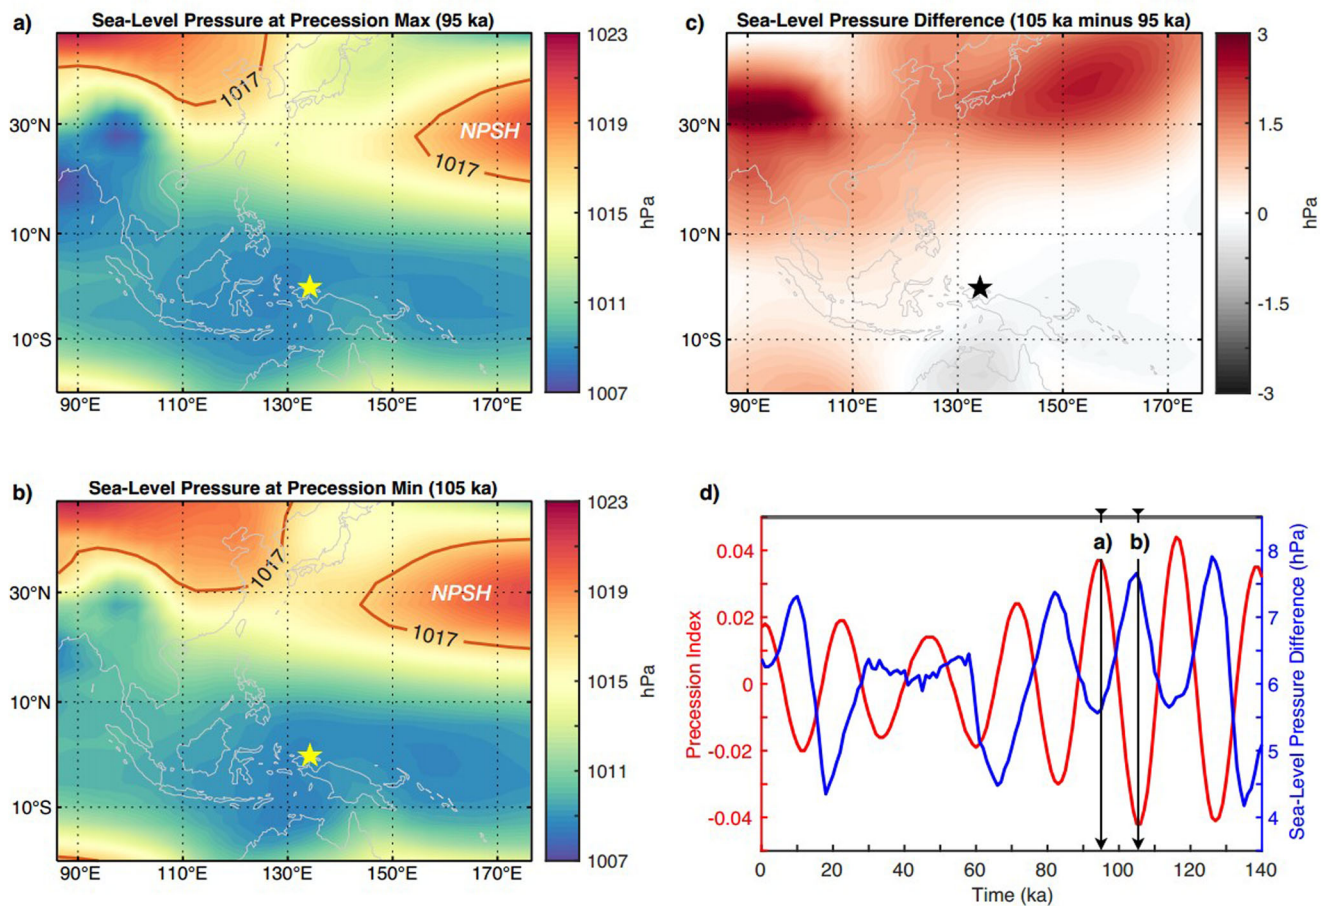 a)
Sea-Level Pressure at Precession Max (95 ka)
1017
NPSH
1017
30°N
10°N
10°S
90°E 110°E 130°E 150°E 170°E
1023
1019
1015
1011
1007
hPa
c)
Sea-Level Pressure Difference (105 ka minus 95 ka)
30°N
10°N
10°S
90°E 110°E 130°E 150°E 170°E
3
1.5
0
-1.5
-3
hPa
b)
Sea-Level Pressure at Precession Min (105 ka)
1017
NPSH
1017
30°N
10°N
10°S
90°E 110°E 130°E 150°E 170°E
1023
1019
1015
1011
1007
hPa
d)
a) b)
Precession Index
0.04
0.02
0
-0.02
-0.04
Sea-Level Pressure Difference (hPa)
8
7
6
5
4
0 20 40 60 80 100 120 140
Time (ka)